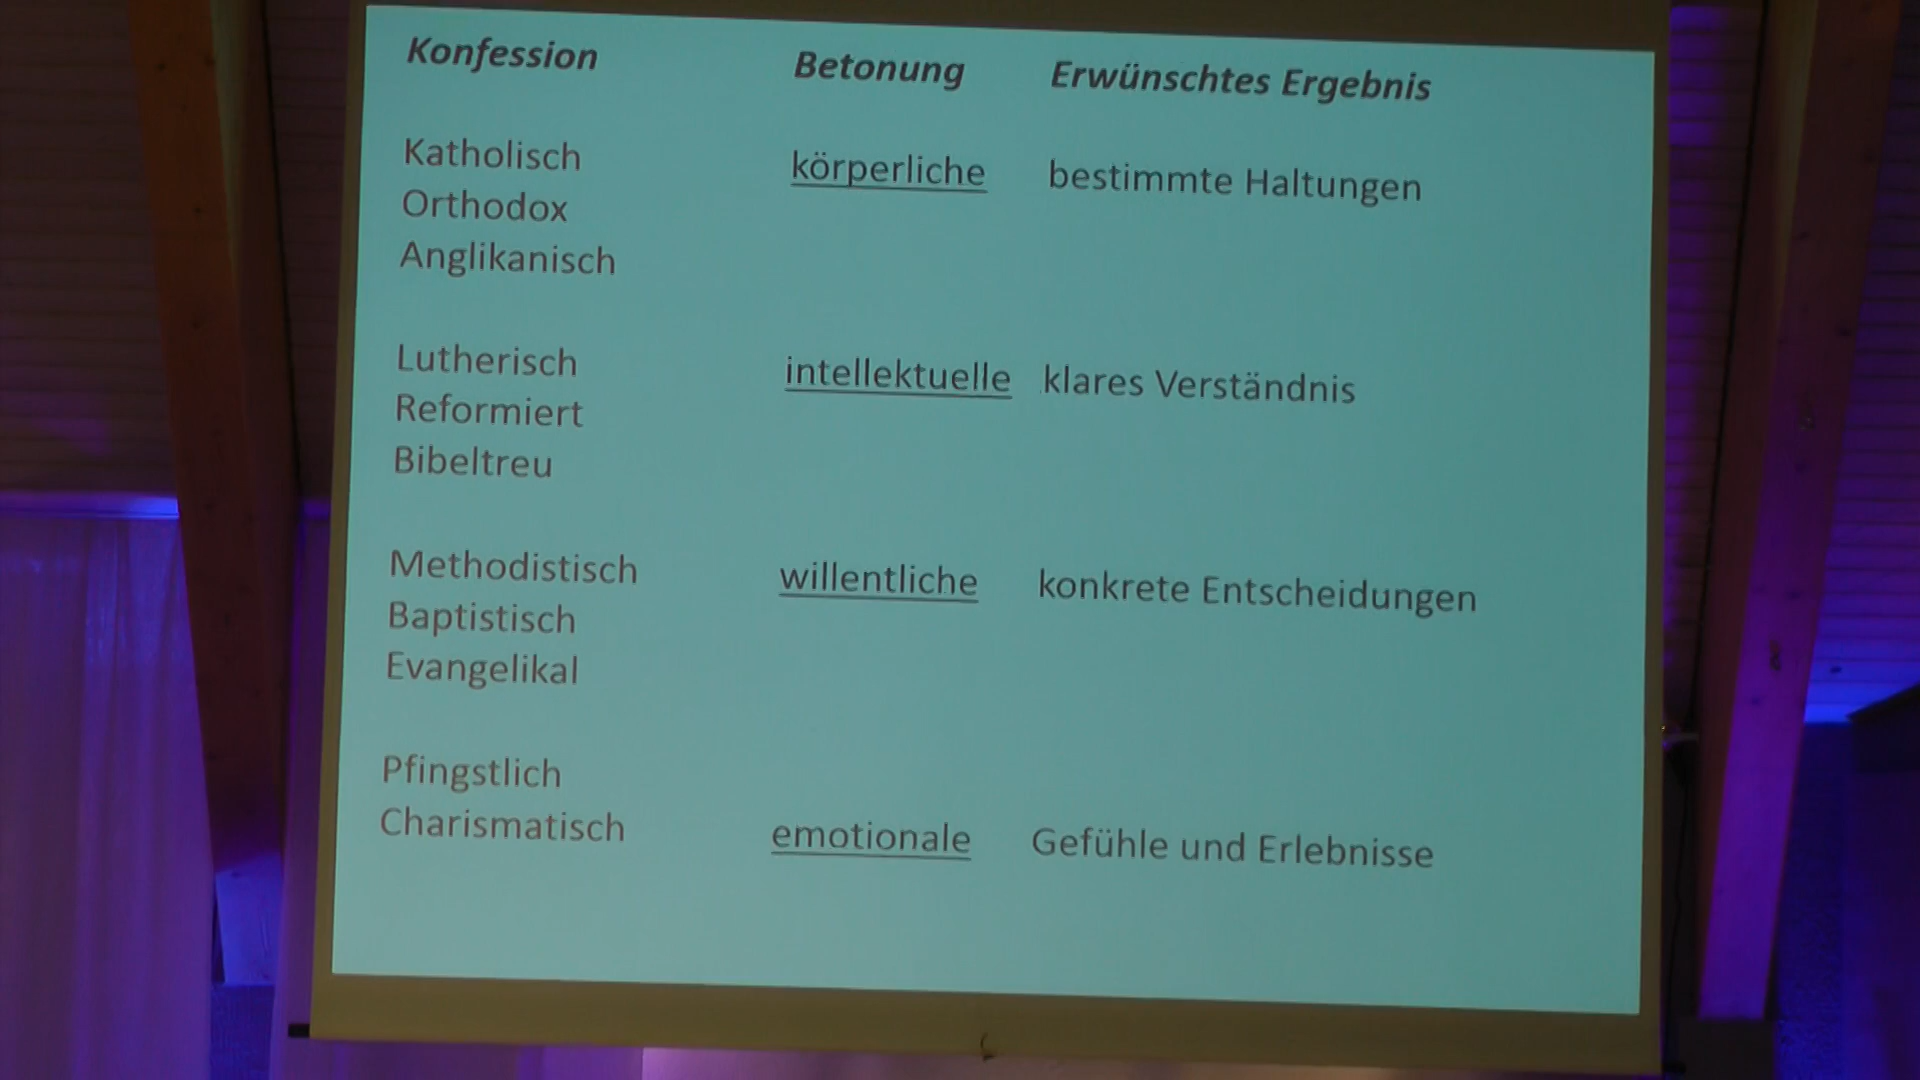 Konfession Betonung Erwünschtes Ergebnis
Katholisch körperliche bestimmte Haltungen
Orthodox
Anglikanisch
Lutherisch intellektuelle klares Verständnis
Reformiert
Bibeltreu
Methodistisch willentliche konkrete Entscheidungen
Baptistisch
Evangelikal
Pfingstlich
Charismatisch emotionale Gefühle und Erlebnisse